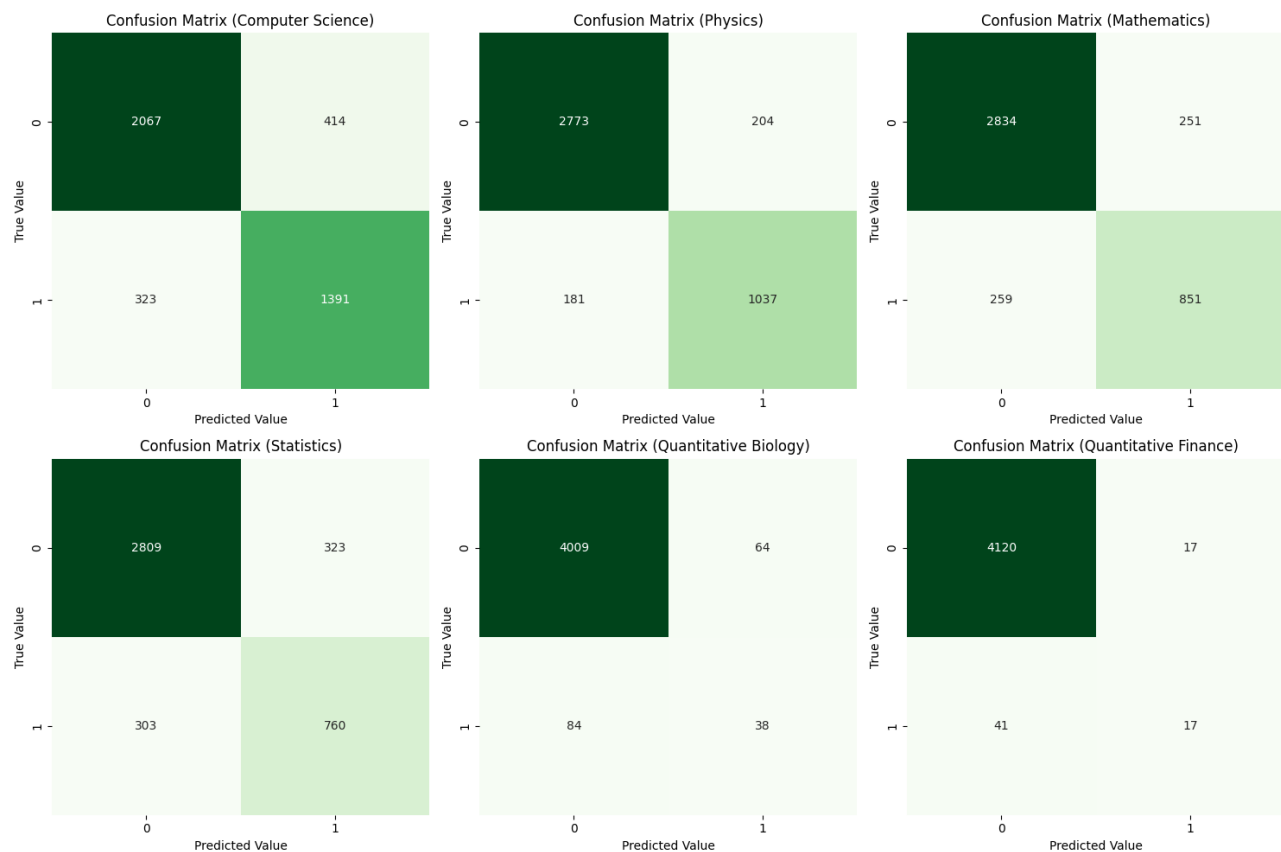 Confusion Matrix (Computer Science)
True Value
0
1
2067
414
323
1391
0
1
Predicted Value
Confusion Matrix (Physics)
True Value
0
1
2773
204
181
1037
0
1
Predicted Value
Confusion Matrix (Mathematics)
True Value
0
1
2834
251
259
851
0
1
Predicted Value
Confusion Matrix (Statistics)
True Value
0
1
2809
323
303
760
0
1
Predicted Value
Confusion Matrix (Quantitative Biology)
True Value
0
1
4009
64
84
38
0
1
Predicted Value
Confusion Matrix (Quantitative Finance)
True Value
0
1
4120
17
41
17
0
1
Predicted Value